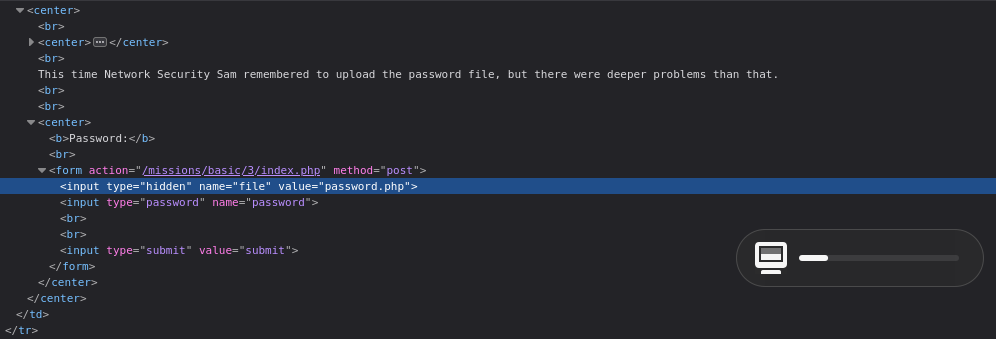 <center>
<br>
<center> </center>
<br>
This time Network Security Sam remembered to upload the password file, but there were deeper problems than that.
<br>
<br>
<center>
<b>Password:</b>
<br>
<form action="/missions/basic/3/index.php" method="post">
<input type="hidden" name="file" value="password.php">
<input type="password" name="password">
<br>
<br>
<input type="submit" value="submit">
</form>
</center>
</center>
</td>
</tr>